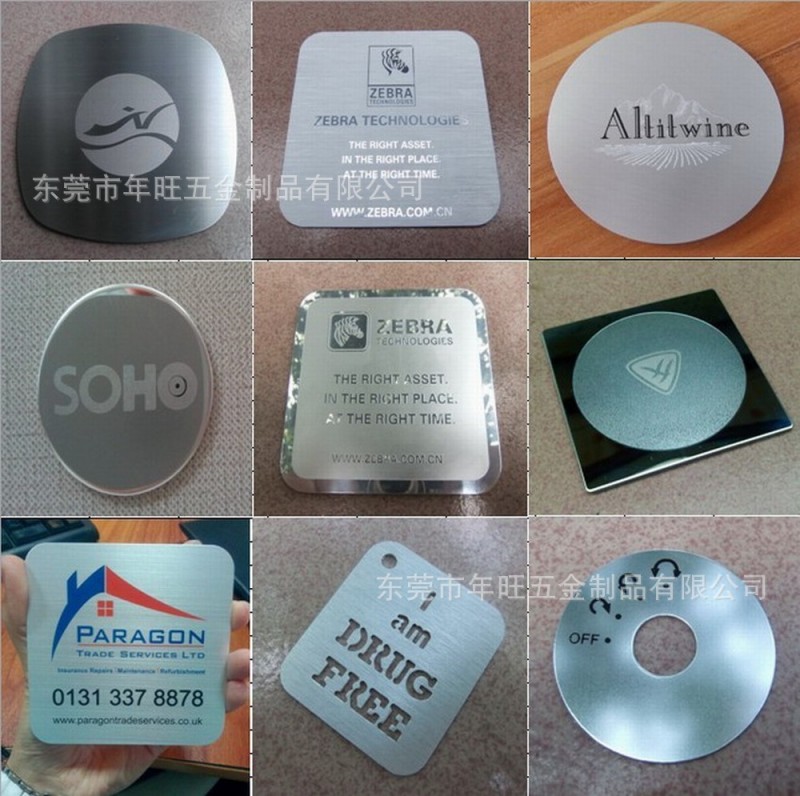 东莞市年旺五金制品有限公司
ZEBRA
TECHNOLOGIES
ZEBRA TECHNOLOGIES
THE RIGHT ASSET.
IN THE RIGHT PLACE.
AT THE RIGHT TIME.
WWW.ZEBRA.COM.CN
Altitwine
SOHO
ZEBRA
TECHNOLOGIES
THE RIGHT ASSET.
IN THE RIGHT PLACE.
AT THE RIGHT TIME.
WWW.ZEBRA.COM.CN
PARAGON
TRADE SERVICES LTD
Insurance Repairs | Maintenance | Refurbishment
0131 337 8878
www.paragontradeservices.co.uk
东莞市年旺五金制品有限公司
I
am
DRUG
FREE
OFF